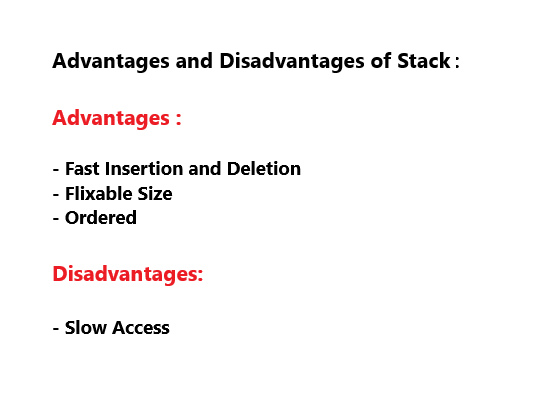 Advantages and Disadvantages of Stack :
Advantages :
- Fast Insertion and Deletion
- Flixable Size
- Ordered
Disadvantages:
- Slow Access